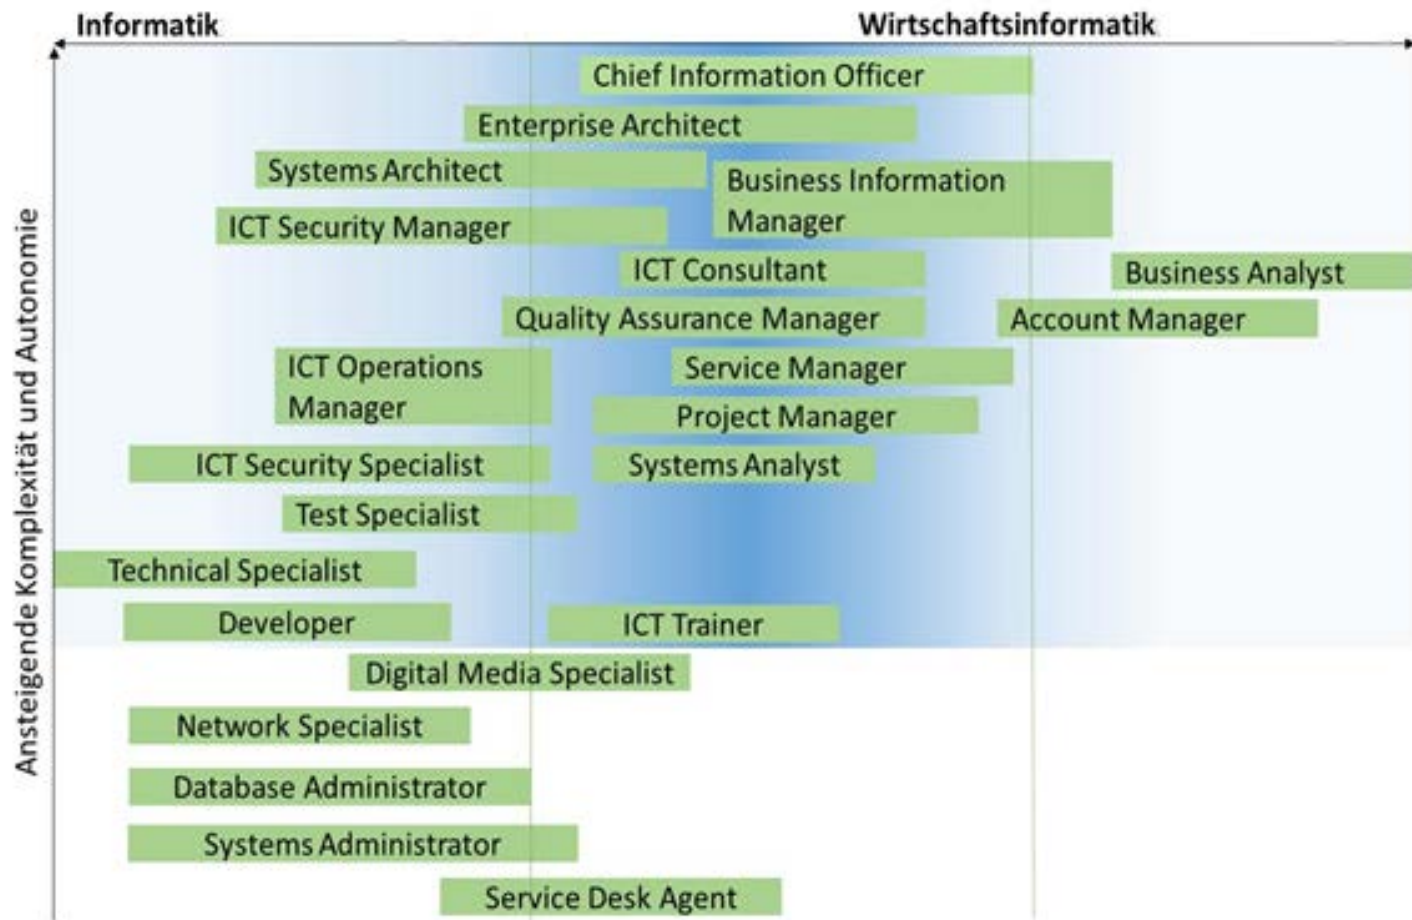 Informatik
Wirtschaftsinformatik
Ansteigende Komplexität und Autonomie
Chief Information Officer
Enterprise Architect
Systems Architect
Business Information
Manager
ICT Security Manager
ICT Consultant
Business Analyst
Quality Assurance Manager
Account Manager
ICT Operations
Manager
Service Manager
Project Manager
ICT Security Specialist
Systems Analyst
Test Specialist
Technical Specialist
Developer
ICT Trainer
Digital Media Specialist
Network Specialist
Database Administrator
Systems Administrator
Service Desk Agent